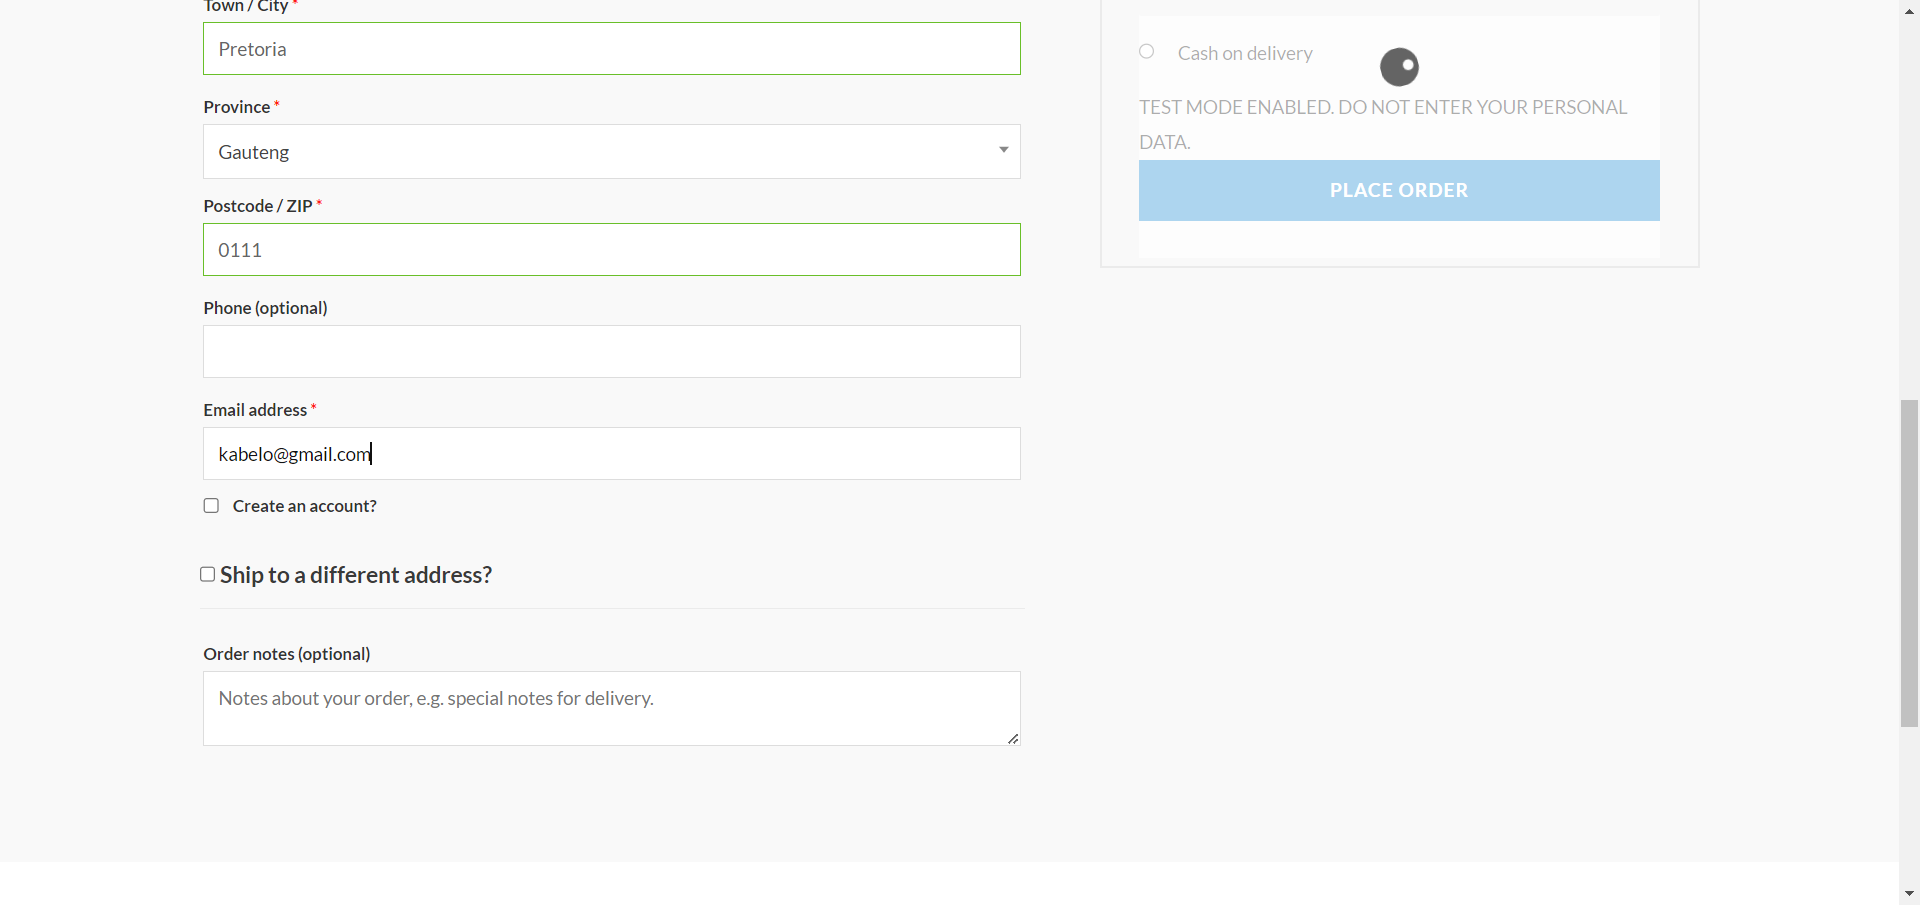 Town / City *
Pretoria
Province *
Gauteng
Postcode / ZIP *
0111
Phone (optional)
Email address *
kabelo@gmail.com
Create an account?
Ship to a different address?
Order notes (optional)
Notes about your order, e.g. special notes for delivery.
Cash on delivery
TEST MODE ENABLED. DO NOT ENTER YOUR PERSONAL
DATA.
PLACE ORDER